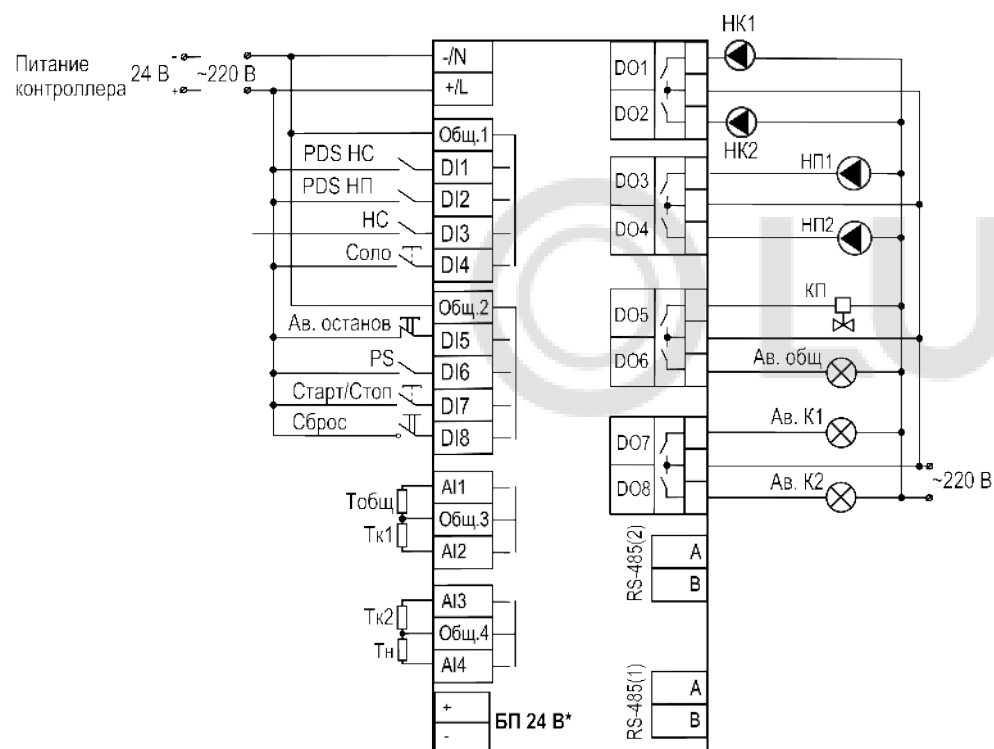 Питание
контроллера
-
24 В
+
~220 В
-/N
+/L
Общ.1
PDS НС
DI1
PDS НП
DI2
НС
DI3
Соло
DI4
Общ.2
Ав. останов
DI5
PS
DI6
Старт/Стоп
DI7
Сброс
DI8
AI1
Тобщ
Общ.3
Тк1
AI2
AI3
Тк2
Общ.4
Тн
AI4
+
БП 24 В*
-
НК1
DO1
DO2
НК2
НП1
DO3
НП2
DO4
КП
DO5
Ав. общ
DO6
Ав. К1
DO7
Ав. К2
DO8
~220 В
RS-485(2)
A
B
RS-485(1)
A
B
LU